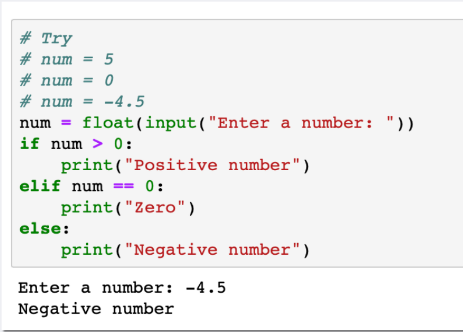 # Try
# num = 5
# num = 0
# num = -4.5
num = float(input("Enter a number: "))
if num > 0:
    print("Positive number")
elif num == 0:
    print("Zero")
else:
    print("Negative number")
Enter a number: -4.5
Negative number